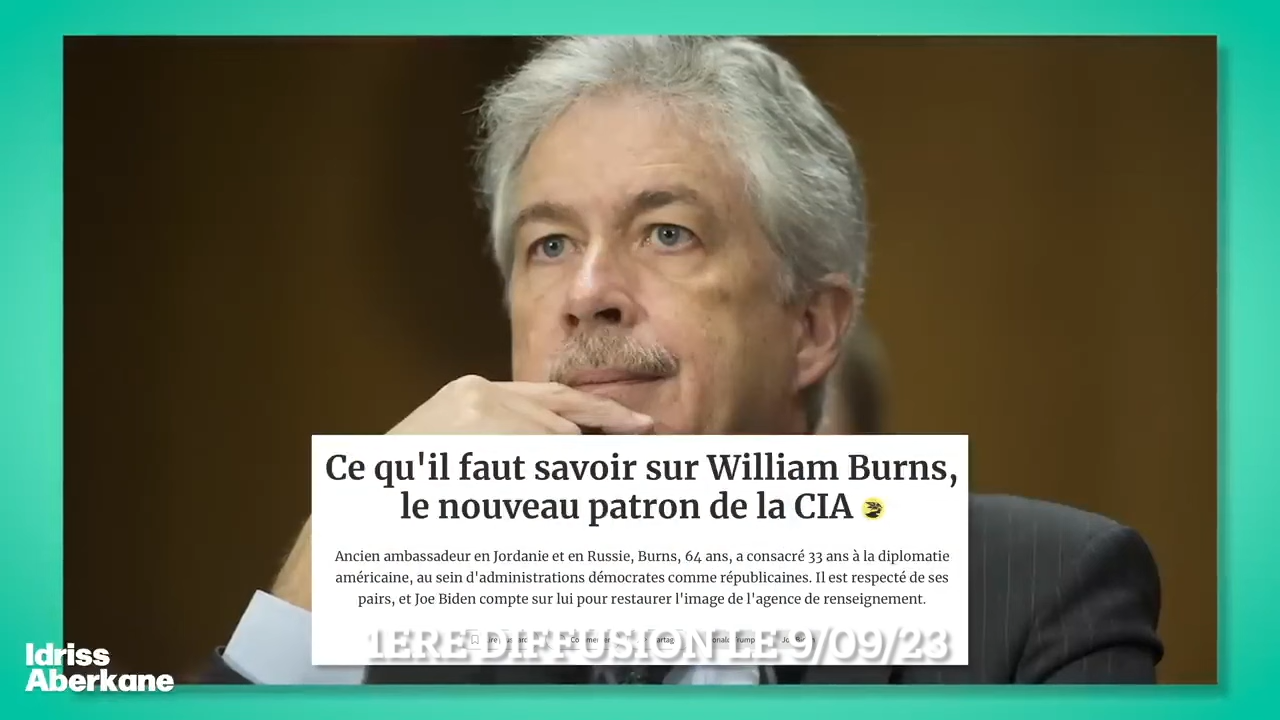 Ce qu'il faut savoir sur William Burns,
le nouveau patron de la CIA
Ancien ambassadeur en Jordanie et en Russie, Burns, 64 ans, a consacré 33 ans à la diplomatie
américaine, au sein d'administrations démocrates comme républicaines. Il est respecté de ses
pairs, et Joe Biden compte sur lui pour restaurer l'image de l'agence de renseignement.
1ERE DIFFUSION LE 9/09/23
Idriss
Aberkane